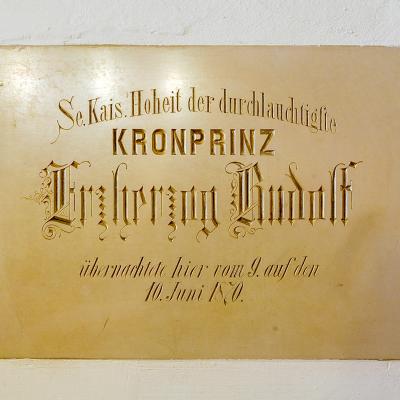 Se. Kais. Hoheit der durchlauchtigste
KRONPRINZ
Erzherzog Rudolf
übernachtete hier vom 9. auf den
10. Juni 1870.